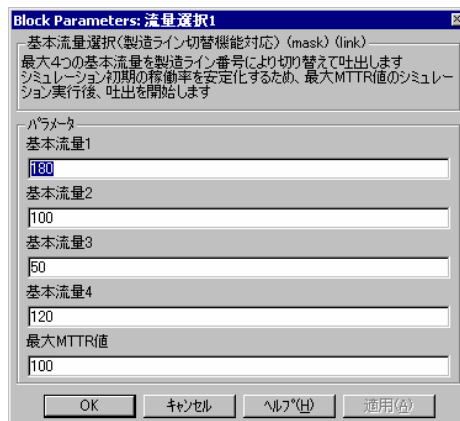 Block Parameters: 流量選択1
基本流量選択(製造ライン切替機能対応) (mask) (link)
最大4つの基本流量を製造ライン番号により切り替えて吐出します
シミュレーション初期の稼働率を安定化するため、最大MTTR値のシミュレー
ション実行後、吐出を開始します
パラメータ
基本流量1
180
基本流量2
100
基本流量3
50
基本流量4
120
最大MTTR値
100
OK キャンセル ヘルプ(H) 適用(A)